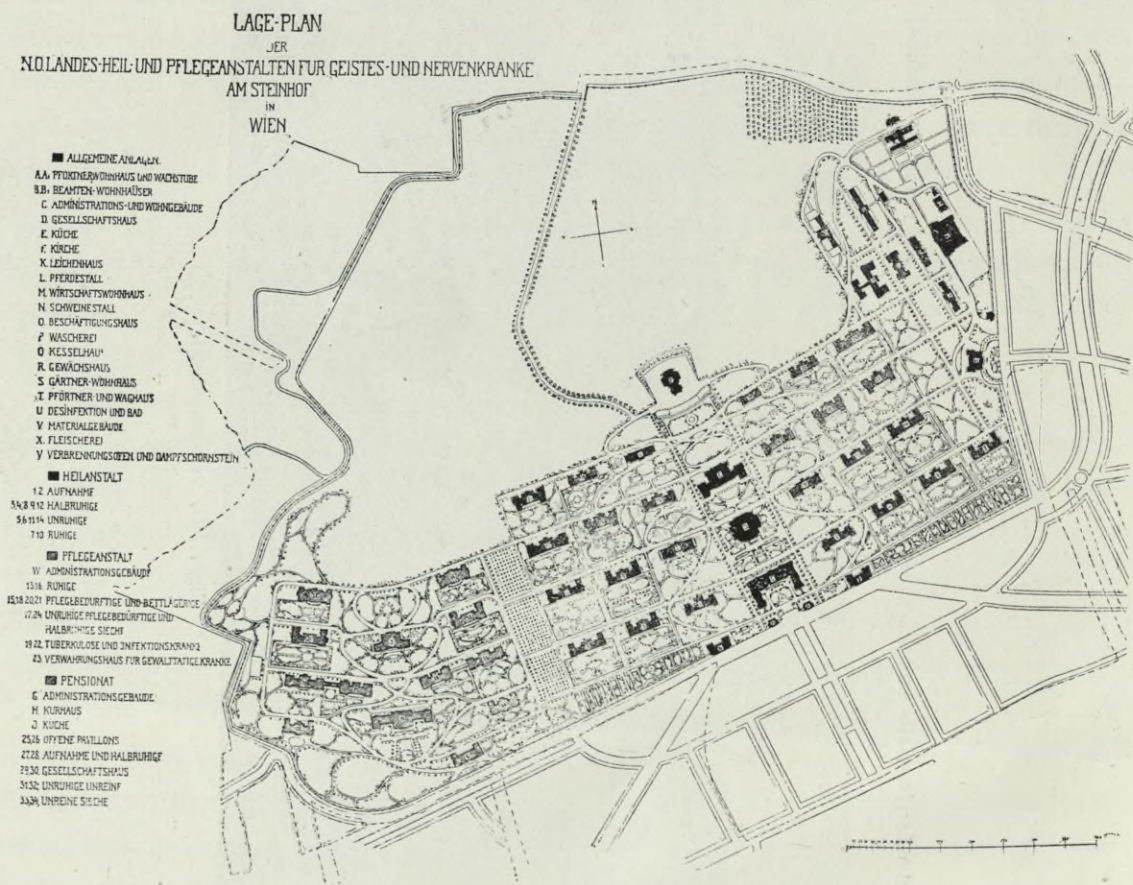 LAGE-PLAN
DER
N.Ö. LANDES-HEIL-UND PFLEGEANSTALTEN FÜR GEISTES-UND NERVENKRANKE
AM STEINHOF
IN
WIEN
ALLGEMEINE ANLAGEN.
A.A. PFÖRTNERWOHNHAUS UND WACHSTUBE
B.B. BEAMTEN-WOHNHÄUSER
C ADMINISTRATIONS-UND WOHNGEBÄUDE
D. GESELLSCHAFTSHAUS
E. KÜCHE
F. KIRCHE
K. LEICHENHAUS
L. PFERDESTALL
M. WIRTSCHAFTSWOHNHAUS
N SCHWEINESTALL
O. BESCHÄFTIGUNGSHAUS
P WASCHEREI
Q KESSELHAUS
R. GEWÄCHSHAUS
S GÄRTNER-WOHNHAUS
T. PFÖRTNER UND WAGHAUS
U DESINFEKTION UND BAD
V MATERIALGEBÄUDE
X. FLEISCHEREI
Y VERBRENNUNGSOFEN UND DAMPFSCHORNSTEIN
HEILANSTALT
1.2 AUFNAHME
HALBRUHIGE
UNRUHIGE
7.10 RUHIGE
PFLEGEANSTALT
W ADMINISTRATIONSGEBÄUDE
RUHIGE
PFLEGEBEDÜRFTIGE UND BETTLÄGERIGE
17.24 UNRUHIGE PFLEGEBEDÜRFTIGE UND
HALBRUHIGE SIECHE
19.22. TUBERKULOSE UND INFEKTIONSKRANKE
23 VERWAHRUNGSHAUS FÜR GEWALTTÄTIGE KRANKE
PENSIONAT
G. ADMINISTRATIONSGEBÄUDE
H. KURHAUS
J. KÜCHE
25.26 OFFENE PAVILLONS
27.28. AUFNAHME UND HALBRUHIGE
29.30. GESELLSCHAFTSHAUS
31.32. UNRUHIGE UNREINE
33.34. UNREINE SIECHE